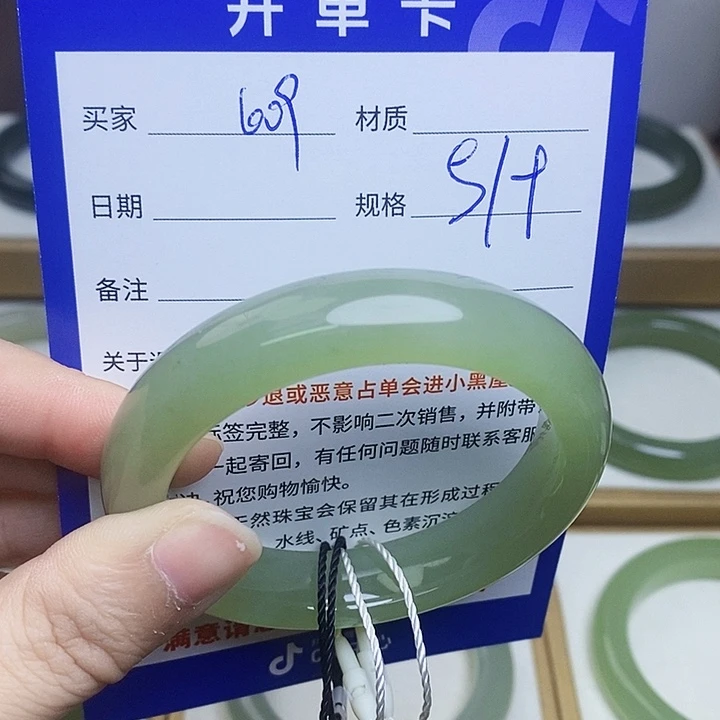 开单卡
买家 609 材质
日期 规格
备注
关于
退或恶意占单会进小黑屋
标签完整，不影响二次销售，并附带
一起寄回，有任何问题随时联系客服
祝您购物愉快。
天然珠宝会保留其在形成过程
水线、矿点、色素沉淀
满意请